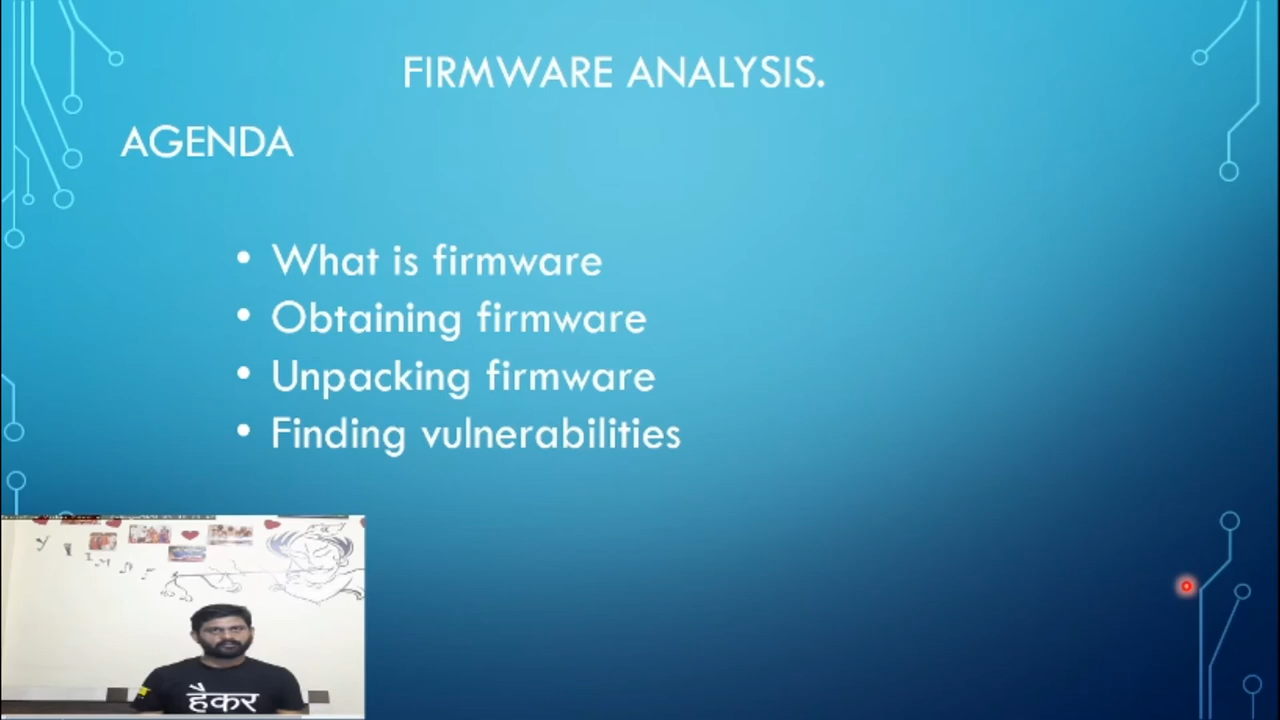 FIRMWARE ANALYSIS.
AGENDA
• What is firmware
• Obtaining firmware
• Unpacking firmware
• Finding vulnerabilities
हैकर